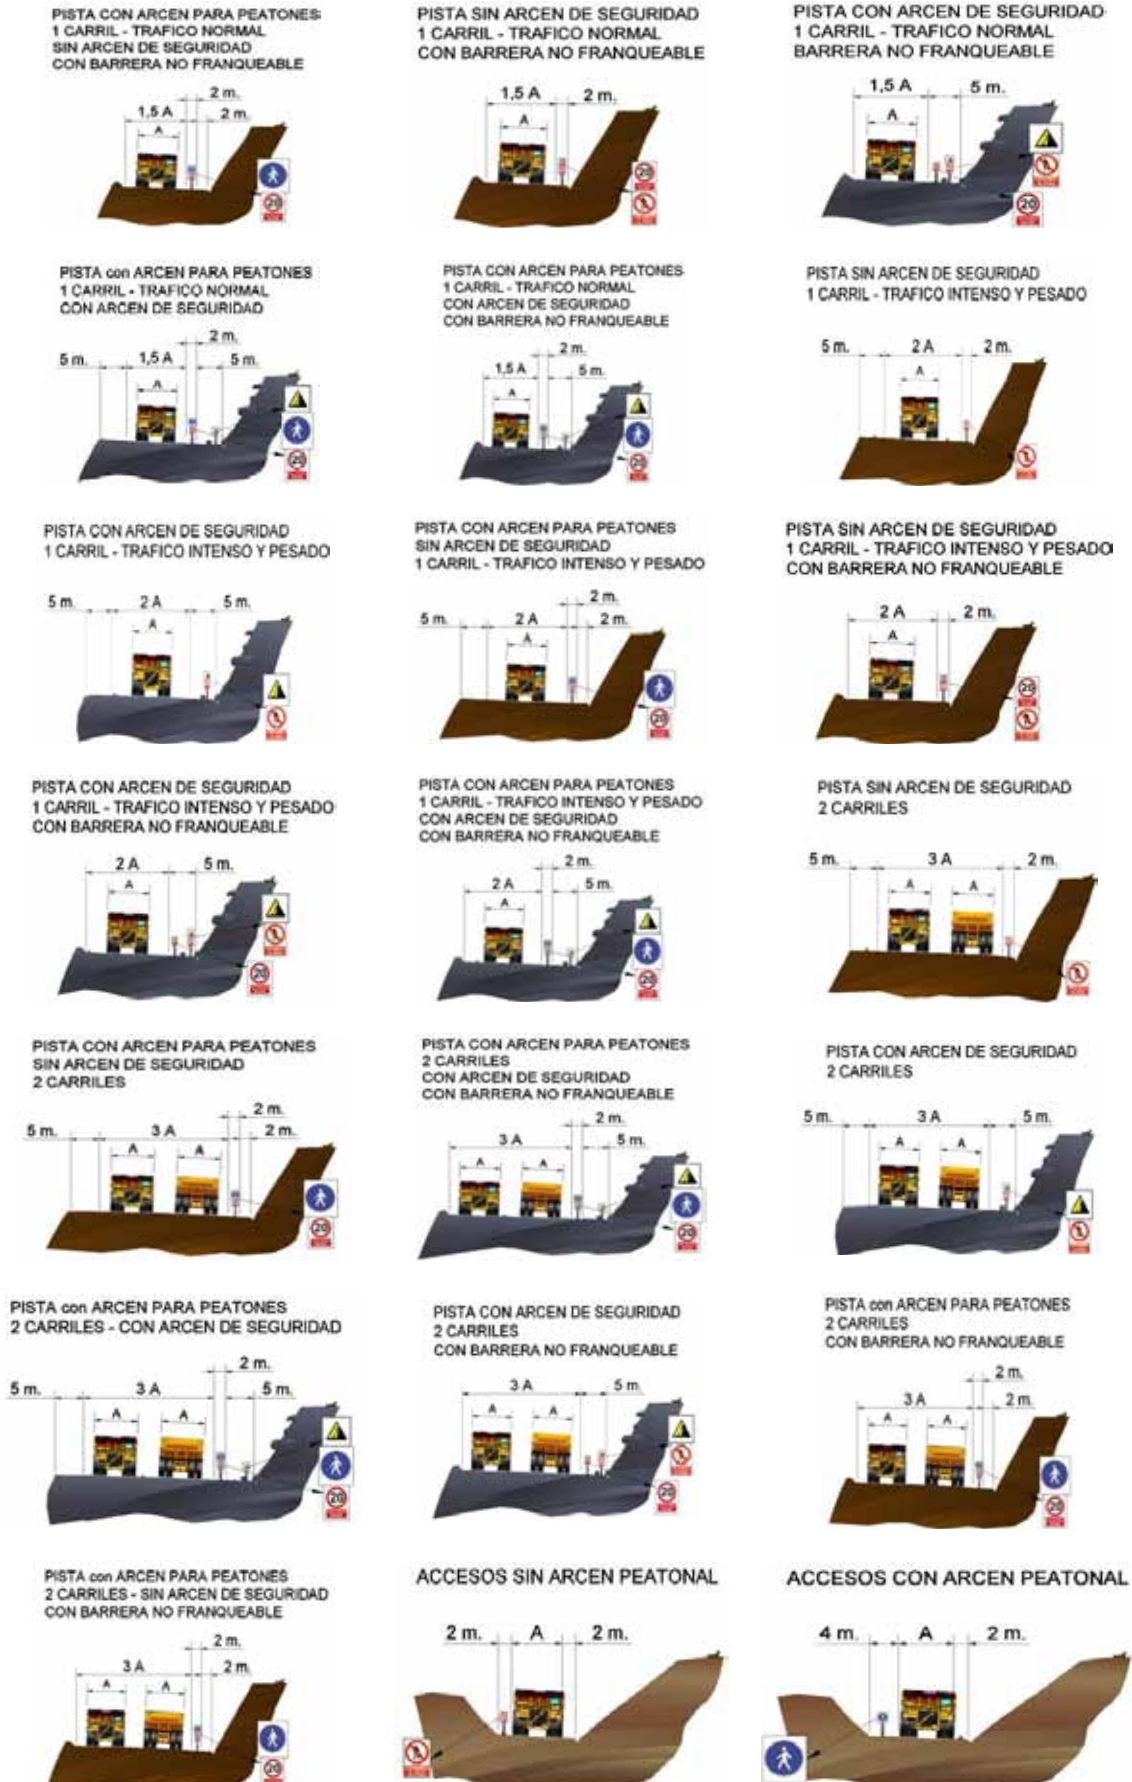 PISTA CON ARCEN PARA PEATONES
1 CARRIL - TRAFICO NORMAL
SIN ARCEN DE SEGURIDAD
CON BARRERA NO FRANQUEABLE
2 m.
1,5 A
2 m.
A
20
PISTA SIN ARCEN DE SEGURIDAD
1 CARRIL - TRAFICO NORMAL
CON BARRERA NO FRANQUEABLE
1,5 A
2 m.
A
20
PISTA CON ARCEN DE SEGURIDAD
1 CARRIL - TRAFICO NORMAL
BARRERA NO FRANQUEABLE
1,5 A
5 m.
A
20
PISTA con ARCEN PARA PEATONES
1 CARRIL - TRAFICO NORMAL
CON ARCEN DE SEGURIDAD
2 m.
5 m.
1,5 A
5 m.
A
20
PISTA CON ARCEN PARA PEATONES
1 CARRIL - TRAFICO NORMAL
CON ARCEN DE SEGURIDAD
CON BARRERA NO FRANQUEABLE
2 m.
1,5 A
5 m.
A
20
PISTA SIN ARCEN DE SEGURIDAD
1 CARRIL - TRAFICO INTENSO Y PESADO
5 m.
2 A
2 m.
A
PISTA CON ARCEN DE SEGURIDAD
1 CARRIL - TRAFICO INTENSO Y PESADO
5 m.
2 A
5 m.
A
PISTA CON ARCEN PARA PEATONES
SIN ARCEN DE SEGURIDAD
1 CARRIL - TRAFICO INTENSO Y PESADO
2 m.
5 m.
2 A
2 m.
A
20
PISTA SIN ARCEN DE SEGURIDAD
1 CARRIL - TRAFICO INTENSO Y PESADO
CON BARRERA NO FRANQUEABLE
2 A
2 m.
A
20
PISTA CON ARCEN DE SEGURIDAD
1 CARRIL - TRAFICO INTENSO Y PESADO
CON BARRERA NO FRANQUEABLE
2 A
5 m.
A
20
PISTA CON ARCEN PARA PEATONES
1 CARRIL - TRAFICO INTENSO Y PESADO
CON ARCEN DE SEGURIDAD
CON BARRERA NO FRANQUEABLE
2 m.
2 A
5 m.
A
20
PISTA SIN ARCEN DE SEGURIDAD
2 CARRILES
5 m.
3 A
2 m.
A
A
PISTA CON ARCEN PARA PEATONES
SIN ARCEN DE SEGURIDAD
2 CARRILES
2 m.
5 m.
3 A
2 m.
A
A
20
PISTA CON ARCEN PARA PEATONES
2 CARRILES
CON ARCEN DE SEGURIDAD
CON BARRERA NO FRANQUEABLE
2 m.
3 A
5 m.
A
A
20
PISTA CON ARCEN DE SEGURIDAD
2 CARRILES
5 m.
3 A
5 m.
A
A
PISTA con ARCEN PARA PEATONES
2 CARRILES - CON ARCEN DE SEGURIDAD
2 m.
5 m.
3 A
5 m.
A
A
20
PISTA CON ARCEN DE SEGURIDAD
2 CARRILES
CON BARRERA NO FRANQUEABLE
3 A
5 m.
A
A
20
PISTA con ARCEN PARA PEATONES
2 CARRILES
CON BARRERA NO FRANQUEABLE
2 m.
3 A
2 m.
A
A
20
PISTA con ARCEN PARA PEATONES
2 CARRILES - SIN ARCEN DE SEGURIDAD
CON BARRERA NO FRANQUEABLE
2 m.
3 A
2 m.
A
A
20
ACCESOS SIN ARCEN PEATONAL
2 m.
A
2 m.
ACCESOS CON ARCEN PEATONAL
4 m.
A
2 m.